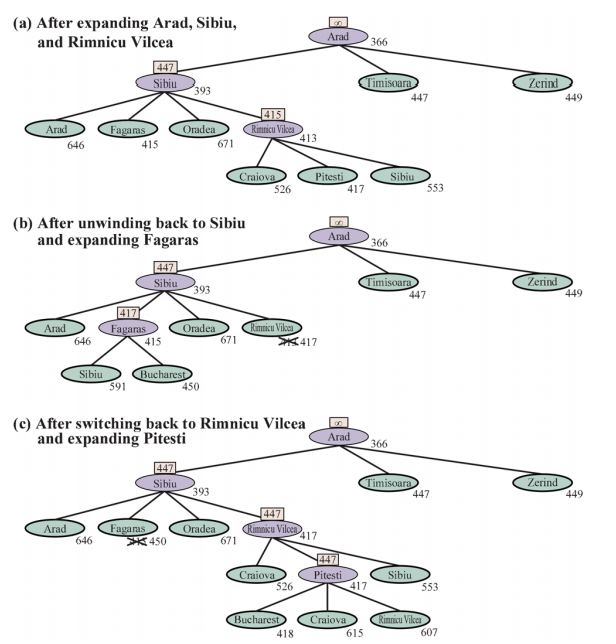 (a) After expanding Arad, Sibiu,
and Rimnicu Vilcea
∞
Arad 366
447
Sibiu 393
Timisoara 447
Zerind 449
Arad 646
Fagaras 415
Oradea 671
415
Rimnicu Vilcea 413
Craiova 526
Pitesti 417
Sibiu 553
(b) After unwinding back to Sibiu
and expanding Fagaras
∞
Arad 366
447
Sibiu 393
Timisoara 447
Zerind 449
Arad 646
417
Fagaras 415
Oradea 671
Rimnicu Vilcea 413 417
Sibiu 591
Bucharest 450
(c) After switching back to Rimnicu Vilcea
and expanding Pitesti
∞
Arad 366
447
Sibiu 393
Timisoara 447
Zerind 449
Arad 646
Fagaras 415 450
Oradea 671
447
Rimnicu Vilcea 417
Craiova 526
447
Pitesti 417
Sibiu 553
Bucharest 418
Craiova 615
Rimnicu Vilcea 607